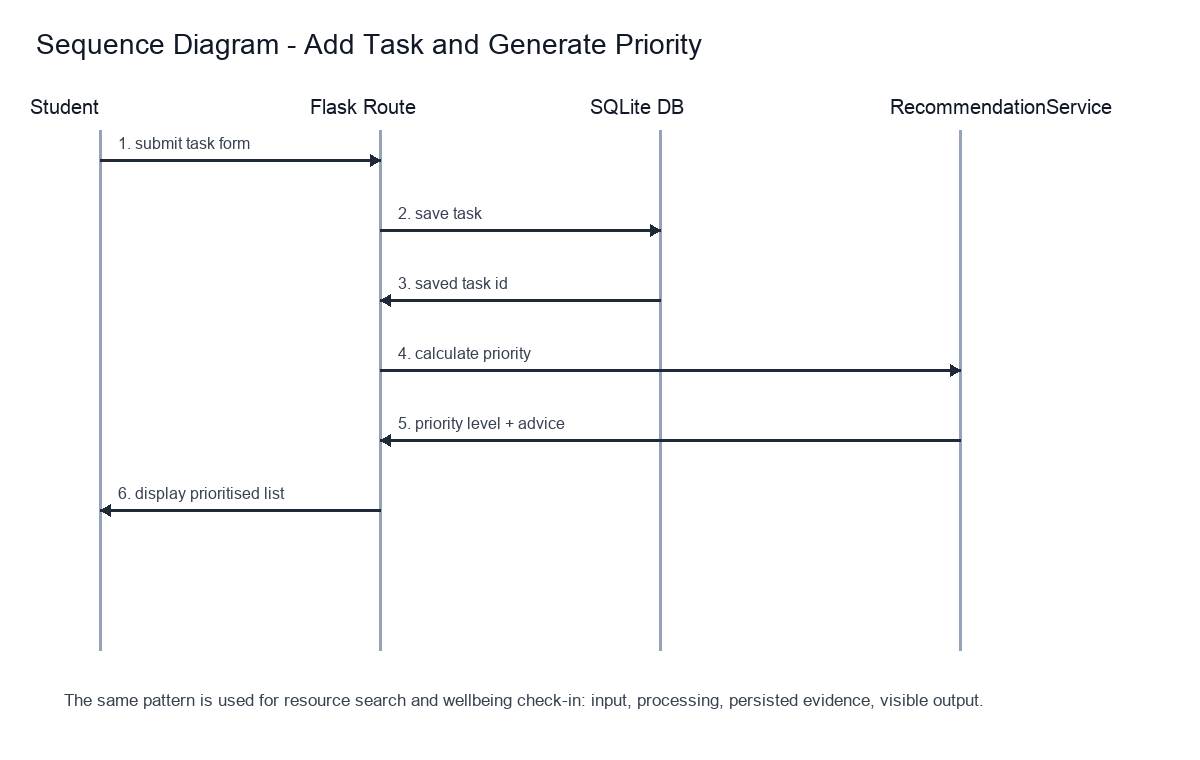 Sequence Diagram - Add Task and Generate Priority
Student
Flask Route
SQLite DB
RecommendationService
1. submit task form
2. save task
3. saved task id
4. calculate priority
5. priority level + advice
6. display prioritised list
The same pattern is used for resource search and wellbeing check-in: input, processing, persisted evidence, visible output.